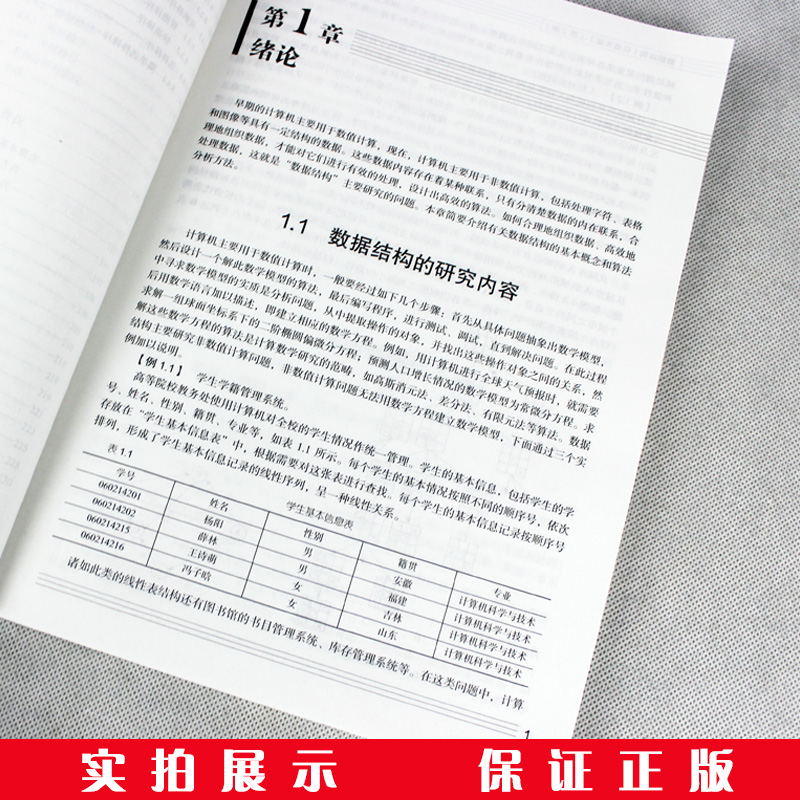 第1章
绪论
早期的计算机主要用于数值计算，现在，计算机主要用于非数值计算，包括处理字符、表格
和图像等具有一定结构的数据。这些数据内容存在着某种联系，只有分清楚数据的内在联系，合
理地组织数据，才能对它们进行有效的处理，设计出高效的算法。如何合理地组织数据、高效地
处理数据，这就是“数据结构”主要研究的问题。本章简要介绍有关数据结构的基本概念和算法
分析方法。
1.1 数据结构的研究内容
计算机主要用于数值计算时，一般要经过如下几个步骤：首先从具体问题抽象出数学模型，
然后设计一个解此数学模型的算法，最后编写程序，进行测试、调试，直到解决问题。在此过程
中寻求数学模型的实质是分析问题，从中提取操作的对象，并找出这些操作对象之间的关系，然
后用数学语言加以描述，即建立相应的数学方程。例如，用计算机进行全球天气预报时，就需要
求解一组球面坐标系下的二阶椭圆偏微分方程；预测人口增长情况的数学模型为常微分方程。求
解这些数学方程的算法是计算数学研究的范畴，如高斯消元法、差分法、有限元法等算法。数据
结构主要研究非数值计算问题，非数值计算问题无法用数学方程建立数学模型，下面通过三个实
例加以说明。
【例1.1】 学生学籍管理系统。
高等院校教务处使用计算机对全校的学生情况作统一管理。学生的基本信息，包括学生的学
号、姓名、性别、籍贯、专业等，如表1.1所示。每个学生的基本情况按照不同的顺序号，依次
存放在“学生基本信息表”中，根据需要对这张表进行查找。每个学生的基本信息记录按顺序号
排列，形成了学生基本信息记录的线性序列，呈一种线性关系。
表1.1 学生基本信息表
学号 姓名 性别 籍贯 专业
060214201 杨阳 男 安徽 计算机科学与技术
060214202 薛林 男 福建 计算机科学与技术
060214215 王诗萌 女 吉林 计算机科学与技术
060214216 冯子晗 女 山东 计算机科学与技术
诸如此类的线性表结构还有图书馆的书目管理系统、库存管理系统等。在这类问题中，计算
1
实拍展示 保证正版